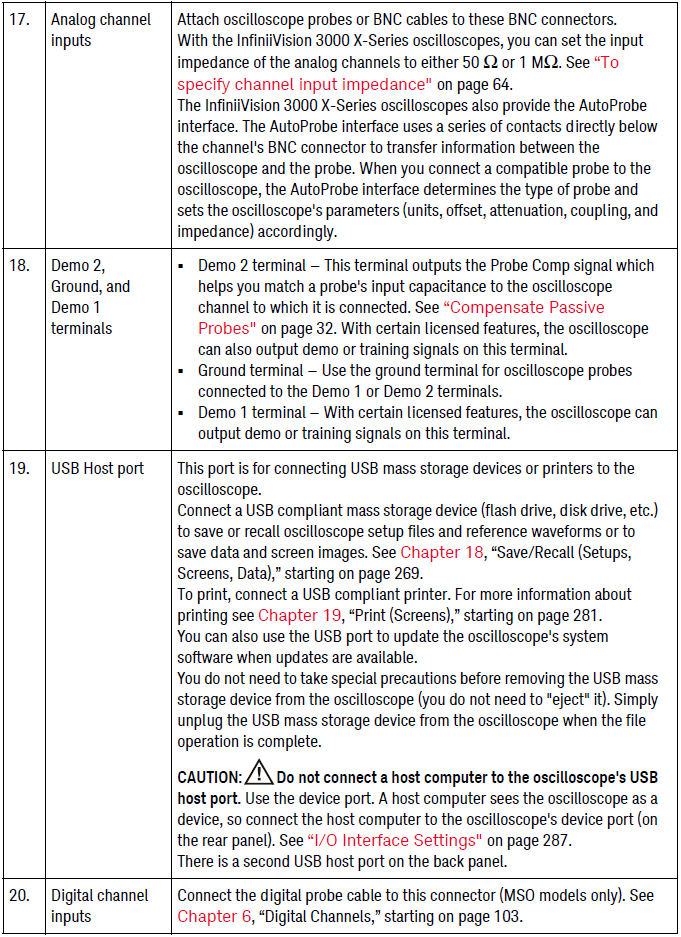 17. Analog channel inputs
Attach oscilloscope probes or BNC cables to these BNC connectors.
With the InfiniiVision 3000 X-Series oscilloscopes, you can set the input
impedance of the analog channels to either 50 Ω or 1 MΩ. See “To
specify channel input impedance" on page 64.
The InfiniiVision 3000 X-Series oscilloscopes also provide the AutoProbe
interface. The AutoProbe interface uses a series of contacts directly below
the channel's BNC connector to transfer information between the
oscilloscope and the probe. When you connect a compatible probe to the
oscilloscope, the AutoProbe interface determines the type of probe and
sets the oscilloscope's parameters (units, offset, attenuation, coupling, and
impedance) accordingly.
18. Demo 2,
Ground, and
Demo 1
terminals
▪ Demo 2 terminal – This terminal outputs the Probe Comp signal which
helps you match a probe's input capacitance to the oscilloscope
channel to which it is connected. See “Compensate Passive
Probes" on page 32. With certain licensed features, the oscilloscope
can also output demo or training signals on this terminal.
▪ Ground terminal – Use the ground terminal for oscilloscope probes
connected to the Demo 1 or Demo 2 terminals.
▪ Demo 1 terminal – With certain licensed features, the oscilloscope can
output demo or training signals on this terminal.
19. USB Host port
This port is for connecting USB mass storage devices or printers to the
oscilloscope.
Connect a USB compliant mass storage device (flash drive, disk drive, etc.)
to save or recall oscilloscope setup files and reference waveforms or to
save data and screen images. See Chapter 18, “Save/Recall (Setups,
Screens, Data),” starting on page 269.
To print, connect a USB compliant printer. For more information about
printing see Chapter 19, “Print (Screens),” starting on page 281.
You can also use the USB port to update the oscilloscope's system
software when updates are available.
You do not need to take special precautions before removing the USB mass
storage device from the oscilloscope (you do not need to "eject" it). Simply
unplug the USB mass storage device from the oscilloscope when the file
operation is complete.
CAUTION: ⚠ Do not connect a host computer to the oscilloscope's USB
host port. Use the device port. A host computer sees the oscilloscope as a
device, so connect the host computer to the oscilloscope's device port (on
the rear panel). See “I/O Interface Settings" on page 287.
There is a second USB host port on the back panel.
20. Digital channel
inputs
Connect the digital probe cable to this connector (MSO models only). See
Chapter 6, “Digital Channels,” starting on page 103.